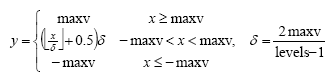 y = { maxv x ≥ maxv
(⌊x/δ⌋+0.5)δ -maxv < x < maxv, δ = 2maxv/levels-1
-maxv x ≤ -maxv